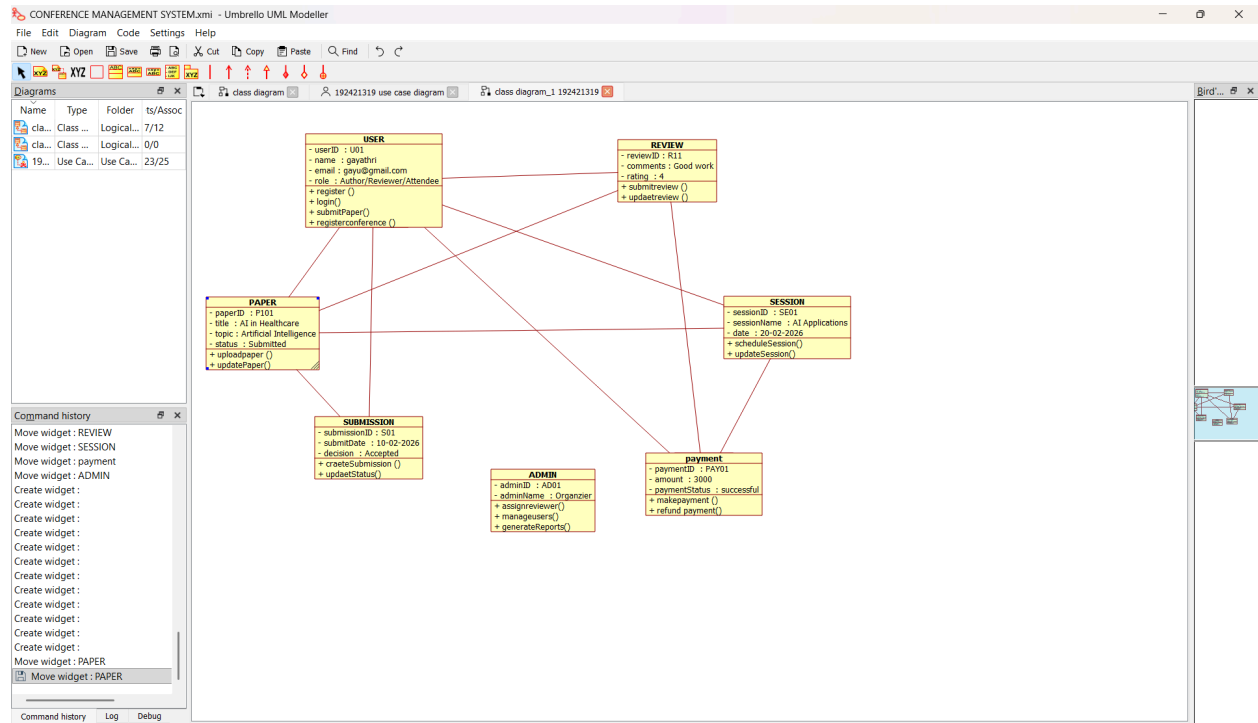 CONFERENCE MANAGEMENT SYSTEM.xmi - Umbrello UML Modeller
File Edit Diagram Code Settings Help
New Open Save Cut Copy Paste Find
XYZ
Diagrams
Name Type Folder ts/Assoc
cla... Class ... Logical... 7/12
cla... Class ... Logical... 0/0
19... Use Ca... Use Ca... 23/25
class diagram
192421319 use case diagram
class diagram_1 192421319
Bird'...
USER
- userID : U01
- name : gayathri
- email : gayu@gmail.com
- role : Author/Reviewer/Attendee
+ register ()
+ login()
+ submitPaper()
+ registerconference ()
REVIEW
- reviewID : R11
- comments : Good work
- rating : 4
+ submitreview ()
+ updaetreview ()
PAPER
- paperID : P101
- title : AI in Healthcare
- topic : Artificial Intelligence
- status : Submitted
+ uploadpaper ()
+ updatePaper()
SESSION
- sessionID : SE01
- sessionName : AI Applications
- date : 20-02-2026
+ scheduleSession()
+ updateSession()
SUBMISSION
- submissionID : S01
- submitDate : 10-02-2026
- decision : Accepted
+ craeteSubmission ()
+ updaetStatus()
ADMIN
- adminID : AD01
- adminName : Organzier
+ assignreviewer()
+ manageusers()
+ generateReports()
payment
- paymentID : PAY01
- amount : 3000
- paymentStatus : successful
+ makepayment ()
+ refund payment()
Command history
Move widget : REVIEW
Move widget : SESSION
Move widget : payment
Move widget : ADMIN
Create widget :
Create widget :
Create widget :
Create widget :
Create widget :
Create widget :
Create widget :
Create widget :
Create widget :
Create widget :
Create widget :
Create widget :
Move widget : PAPER
Move widget : PAPER
Command history Log Debug